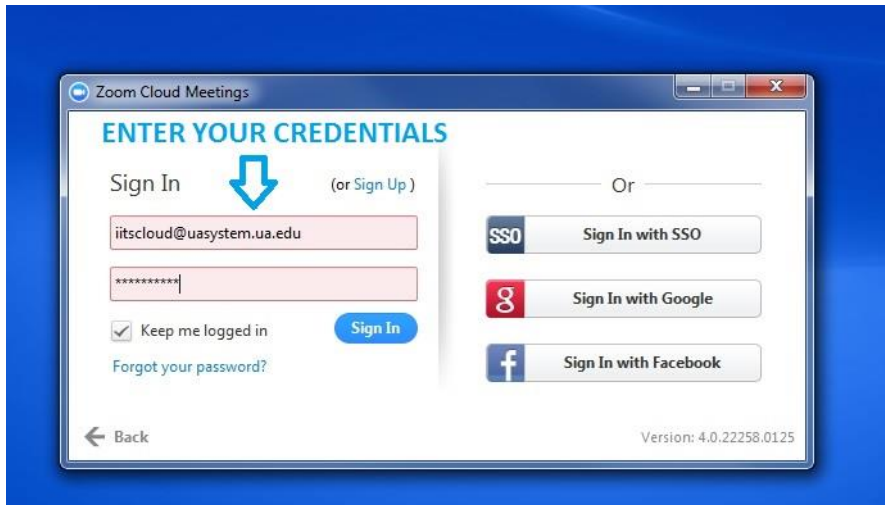 Zoom Cloud Meetings
ENTER YOUR CREDENTIALS
Sign In
(or Sign Up )
iitscloud@uasystem.ua.edu
**********
Keep me logged in
Sign In
Forgot your password?
Or
SSO
Sign In with SSO
g
Sign In with Google
f
Sign In with Facebook
Back
Version: 4.0.22258.0125